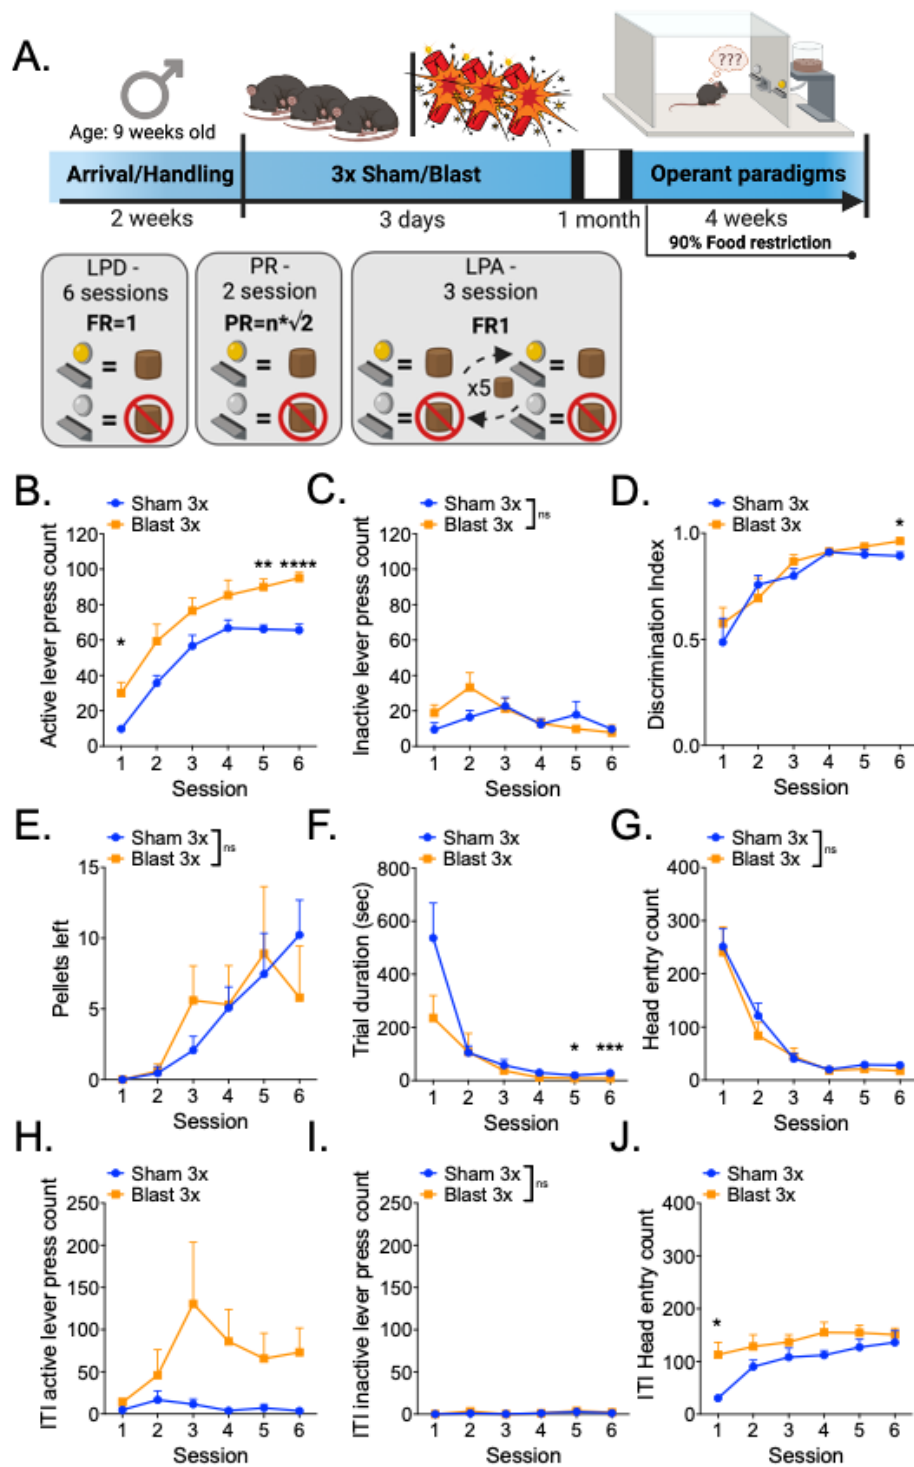 A.
???
Age: 9 weeks old
Arrival/Handling
3x Sham/Blast
Operant paradigms
2 weeks
3 days
1 month
4 weeks
90% Food restriction
LPD -
6 sessions
FR=1
=
=
PR -
2 session
PR=n*√2
=
=
LPA -
3 session
FR1
=
=
x5
=
=
B.
Sham 3x
Blast 3x
Active lever press count
120
100
80
60
40
20
0
*
**
****
1 2 3 4 5 6
Session
C.
Sham 3x
Blast 3x
ns
Inactive lever press count
120
100
80
60
40
20
0
1 2 3 4 5 6
Session
D.
Sham 3x
Blast 3x
Discrimination Index
1.0
0.5
0.0
*
1 2 3 4 5 6
Session
E.
Sham 3x
Blast 3x
ns
Pellets left
15
10
5
0
1 2 3 4 5 6
Session
F.
Sham 3x
Blast 3x
Trial duration (sec)
800
600
400
200
0
*
***
1 2 3 4 5 6
Session
G.
Sham 3x
Blast 3x
ns
Head entry count
400
300
200
100
0
1 2 3 4 5 6
Session
H.
Sham 3x
Blast 3x
ITI active lever press count
250
200
150
100
50
0
1 2 3 4 5 6
Session
I.
Sham 3x
Blast 3x
ns
ITI inactive lever press count
250
200
150
100
50
0
1 2 3 4 5 6
Session
J.
Sham 3x
Blast 3x
ITI Head entry count
400
300
200
100
0
*
1 2 3 4 5 6
Session